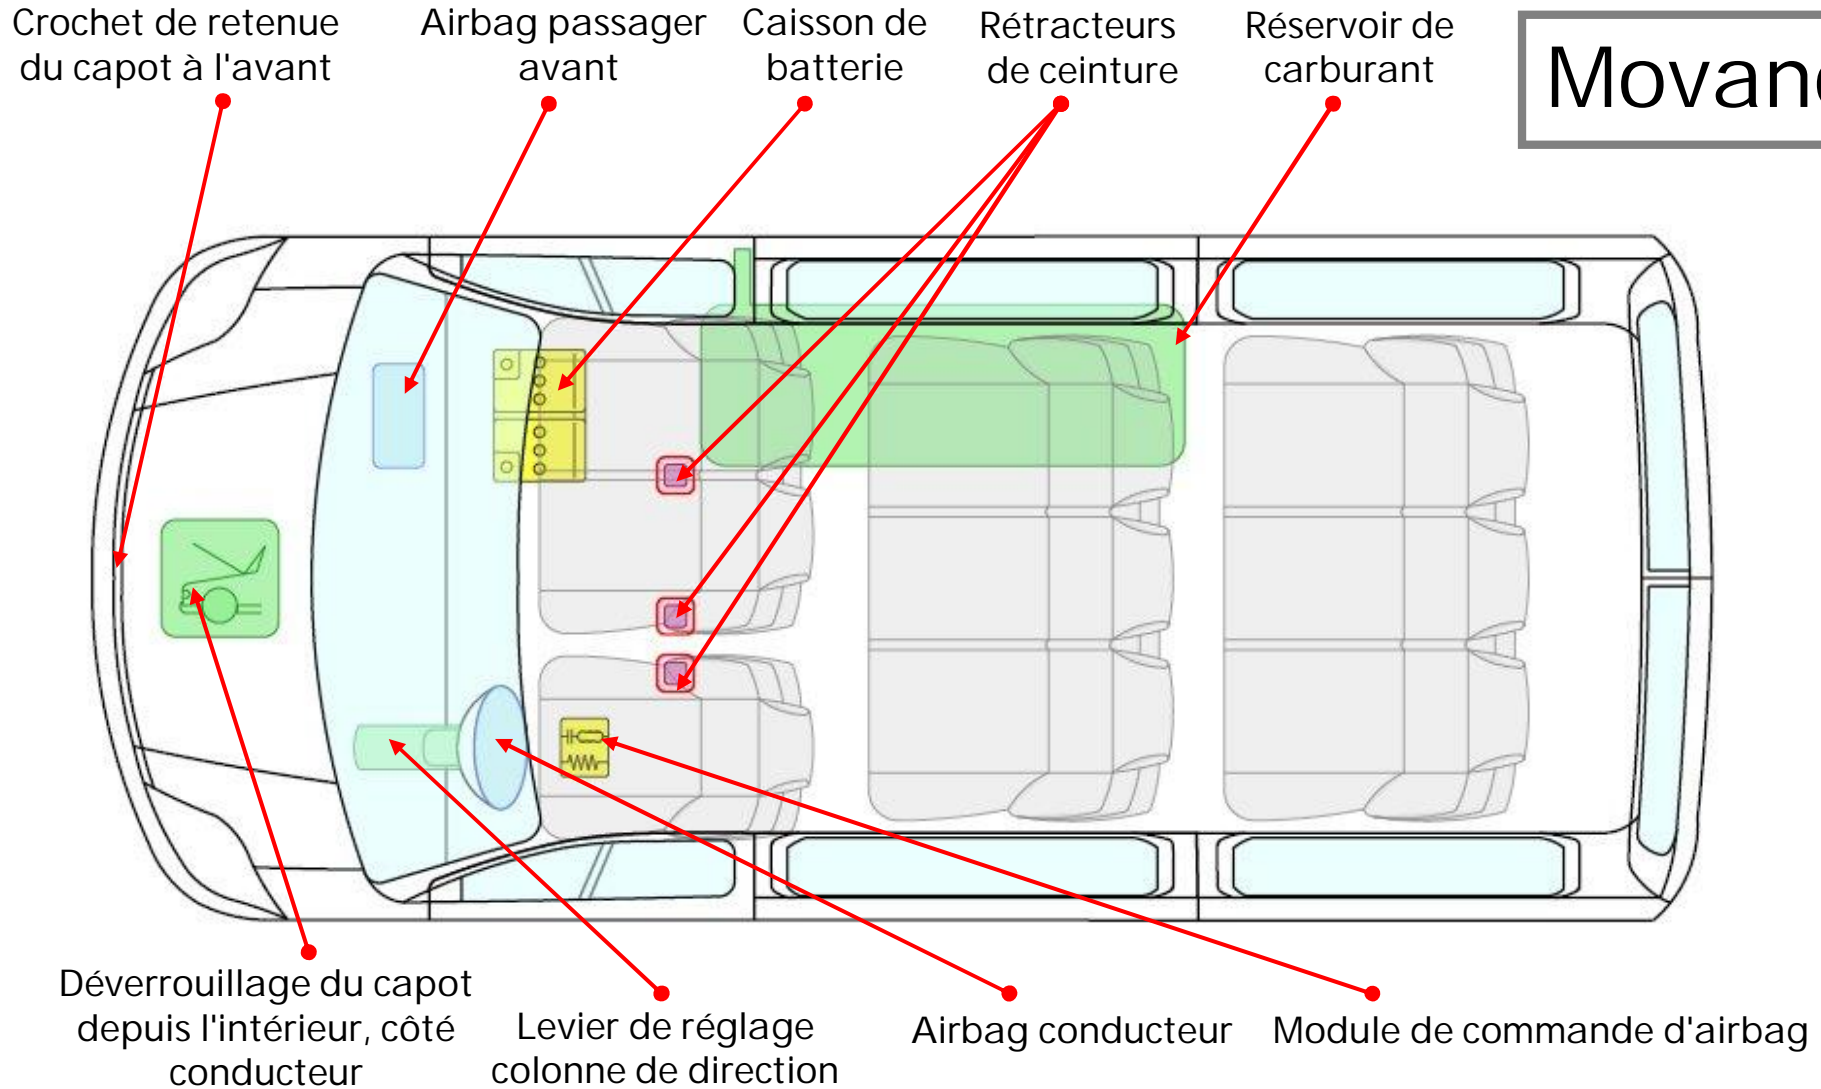 Crochet de retenue
du capot à l'avant
Airbag passager
avant
Caisson de
batterie
Rétracteurs
de ceinture
Réservoir de
carburant
Déverrouillage du capot
depuis l'intérieur, côté
conducteur
Levier de réglage
colonne de direction
Airbag conducteur
Module de commande d'airbag